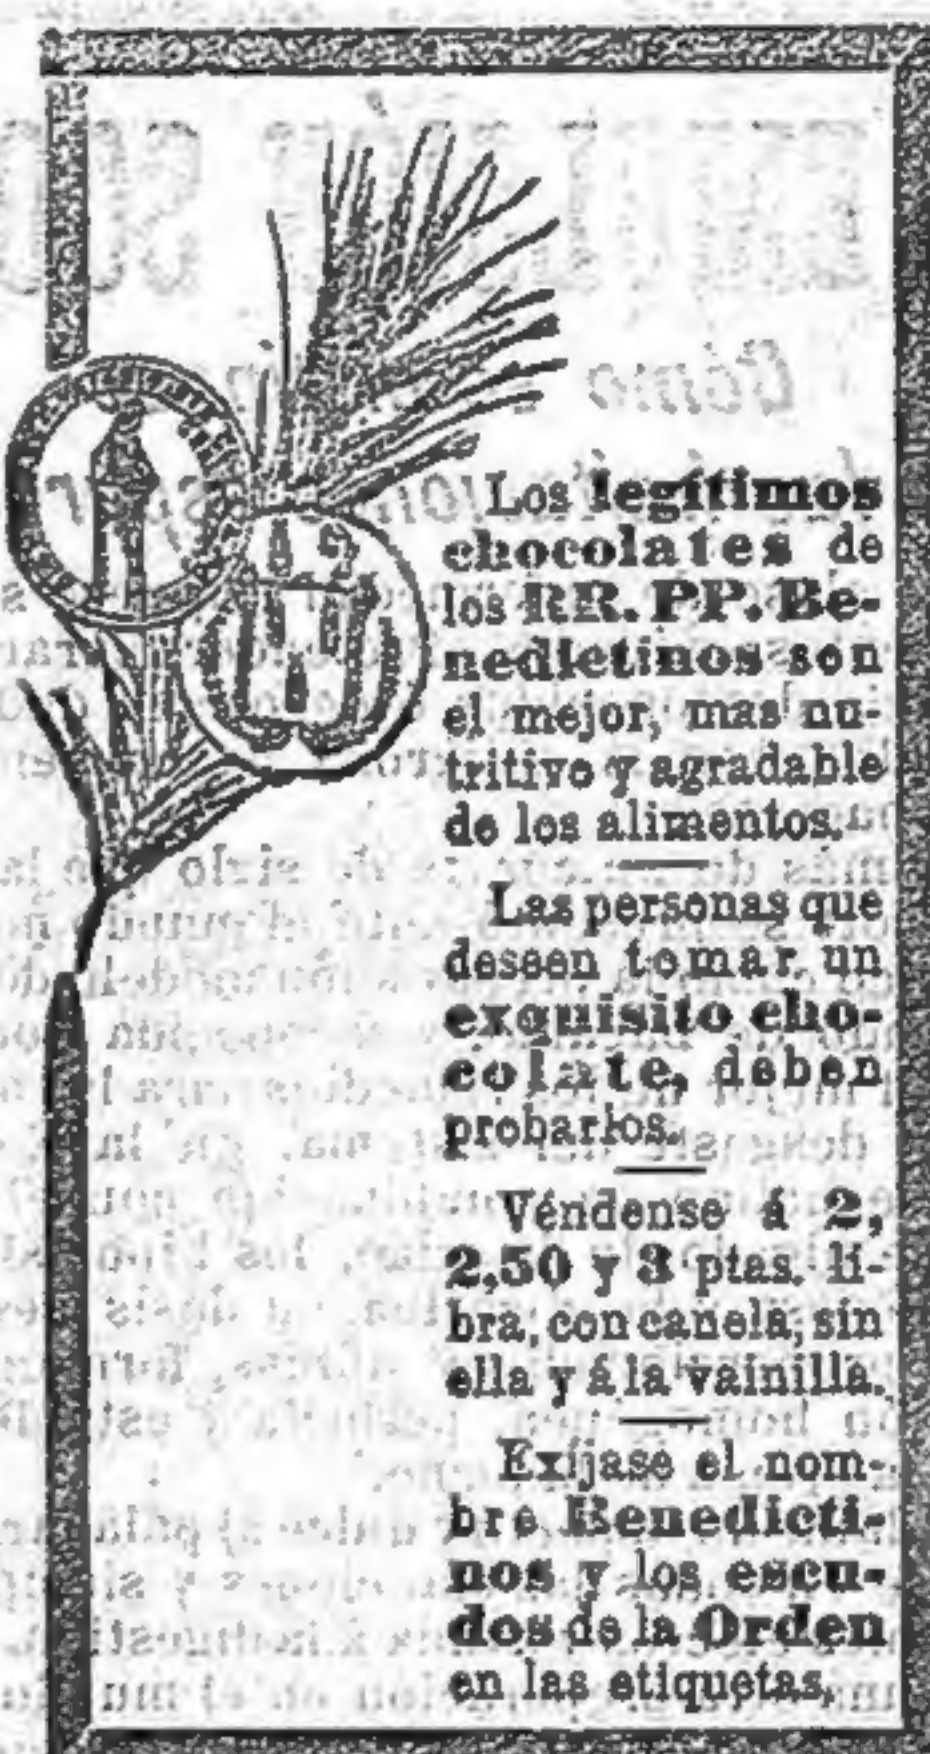 Los legítimos
chocolates de
los RR. PP. Be-
nedictinos son
el mejor, mas nu-
tritivo y agradable
de los alimentos.
Las personas que
deseen tomar un
exquisito cho-
colate, deben
probarlos.
Véndense á 2,
2,50 y 3 ptas. li-
bra, con canela, sin
ella y á la vainilla.
Exíjase el nom-
bre Benedicti-
nos y los escu-
dos de la Orden
en las etiquetas.